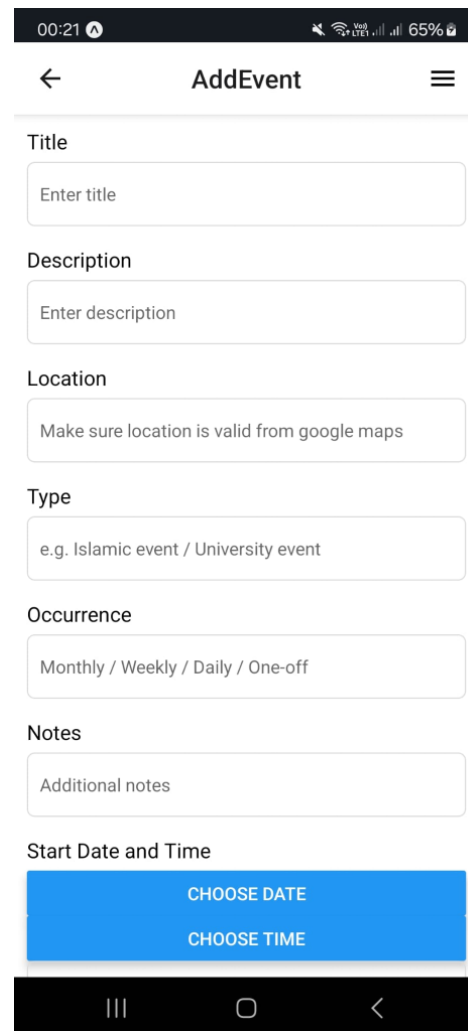 00:21 Vo)) LTE1 65%
AddEvent
Title
Enter title
Description
Enter description
Location
Make sure location is valid from google maps
Type
e.g. Islamic event / University event
Occurrence
Monthly / Weekly / Daily / One-off
Notes
Additional notes
Start Date and Time
CHOOSE DATE
CHOOSE TIME